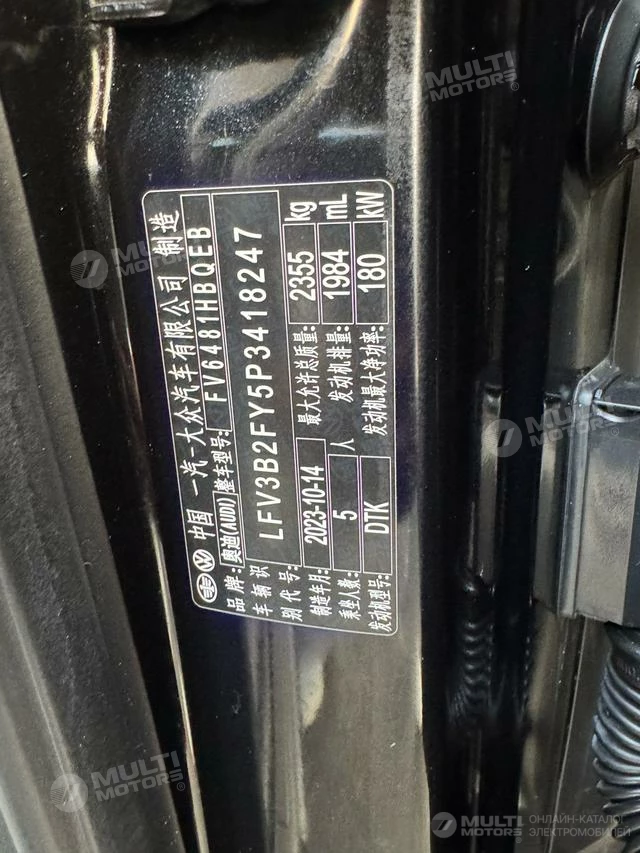 中国 一汽-大众汽车有限公司 制造
品牌:奥迪(AUDI) 整车型号:FV6481HBQEB
车辆识别代号:LFV3B2FY5P3418247
制造年月:2023-10-14 最大允许总质量:2355 kg
乘坐人数:5 人 发动机排量:1984 mL
发动机型号:DTK 发动机最大净功率:180 kW
MULTI
MOTORS®
MULTI
MOTORS®
MULTI
MOTORS®
MULTI
MOTORS®
MULTI
MOTORS®
MULTI
MOTORS®
ОНЛАЙН-КАТАЛОГ
ЭЛЕКТРОМОБИЛЕЙ